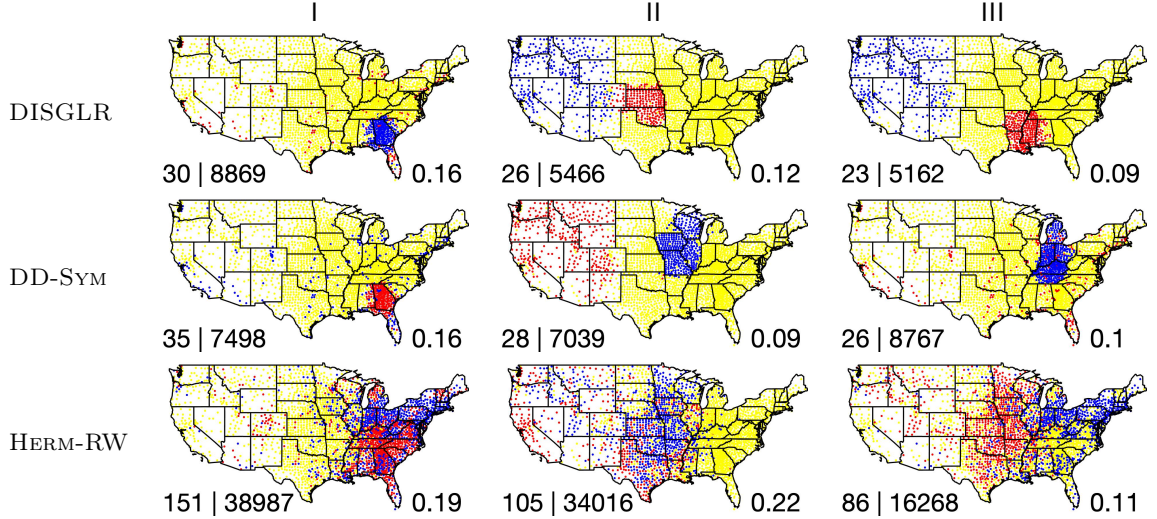 I II III
DISGLR
30 | 8869 0.16 26 | 5466 0.12 23 | 5162 0.09
DD-SYM
35 | 7498 0.16 28 | 7039 0.09 26 | 8767 0.1
HERM-RW
151 | 38987 0.19 105 | 34016 0.22 86 | 16268 0.11